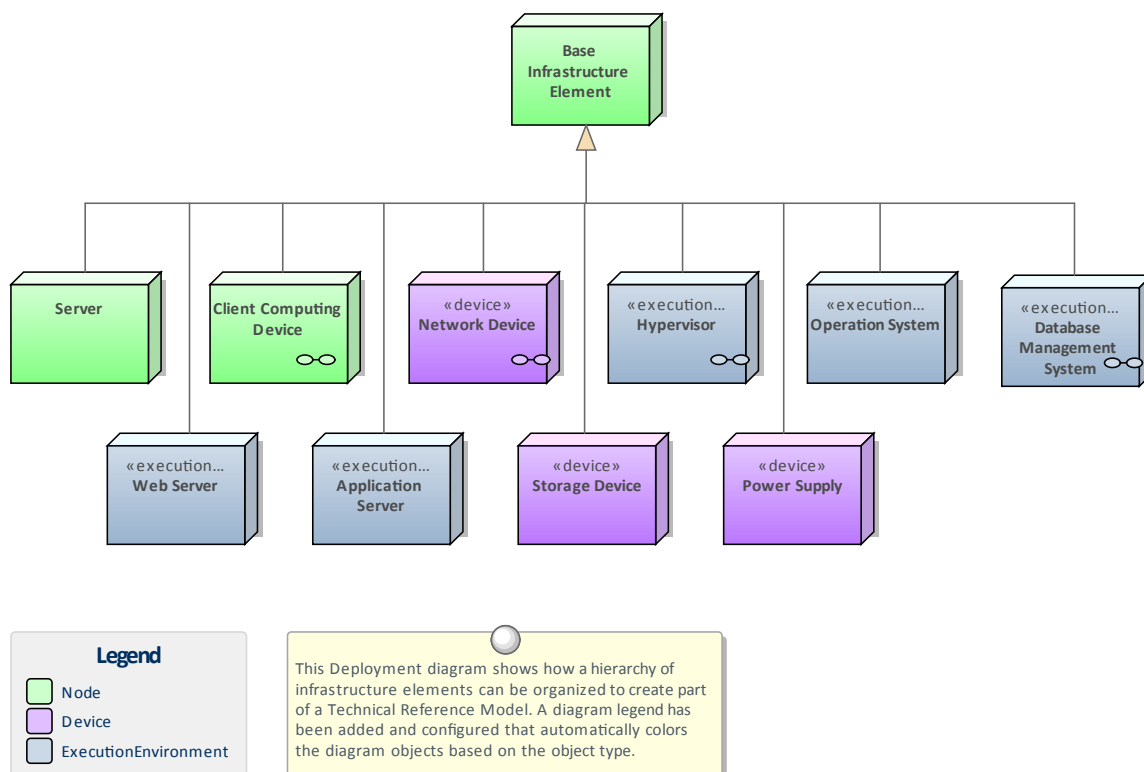 Base
Infrastructure
Element
Server
Client Computing
Device
«device»
Network Device
«execution...
Hypervisor
«execution...
Operation System
«execution...
Database
Management
System
«execution...
Web Server
«execution...
Application
Server
«device»
Storage Device
«device»
Power Supply
Legend
Node
Device
ExecutionEnvironment
This Deployment diagram shows how a hierarchy of
infrastructure elements can be organized to create part
of a Technical Reference Model. A diagram legend has
been added and configured that automatically colors
the diagram objects based on the object type.